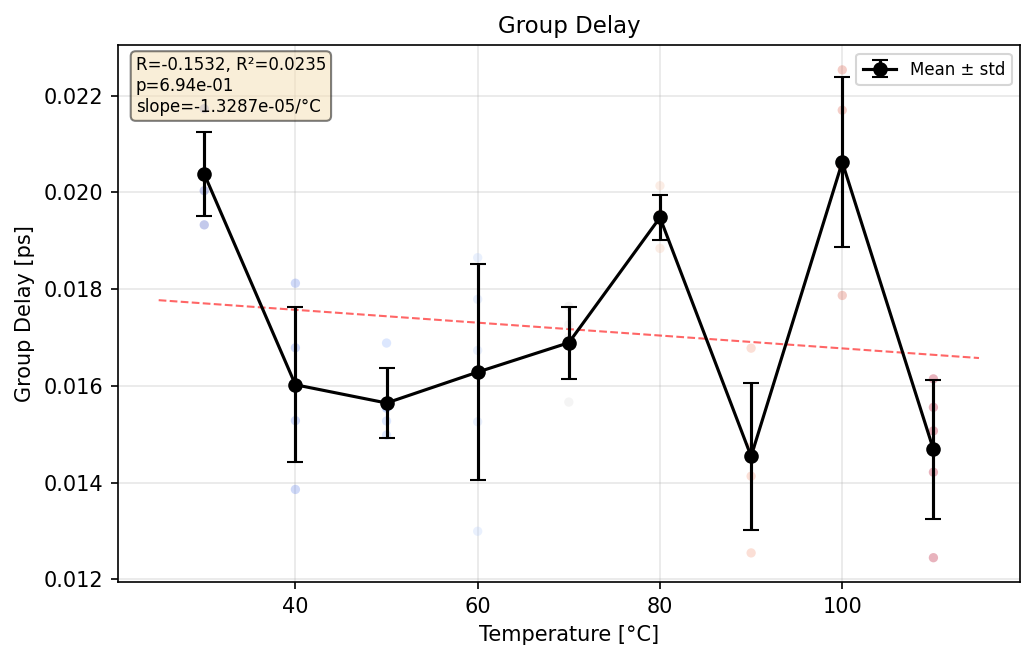 Group Delay
R=-0.1532, R²=0.0235
p=6.94e-01
slope=-1.3287e-05/°C
Mean ± std
0.022
0.020
0.018
0.016
0.014
0.012
Group Delay [ps]
40
60
80
100
Temperature [°C]